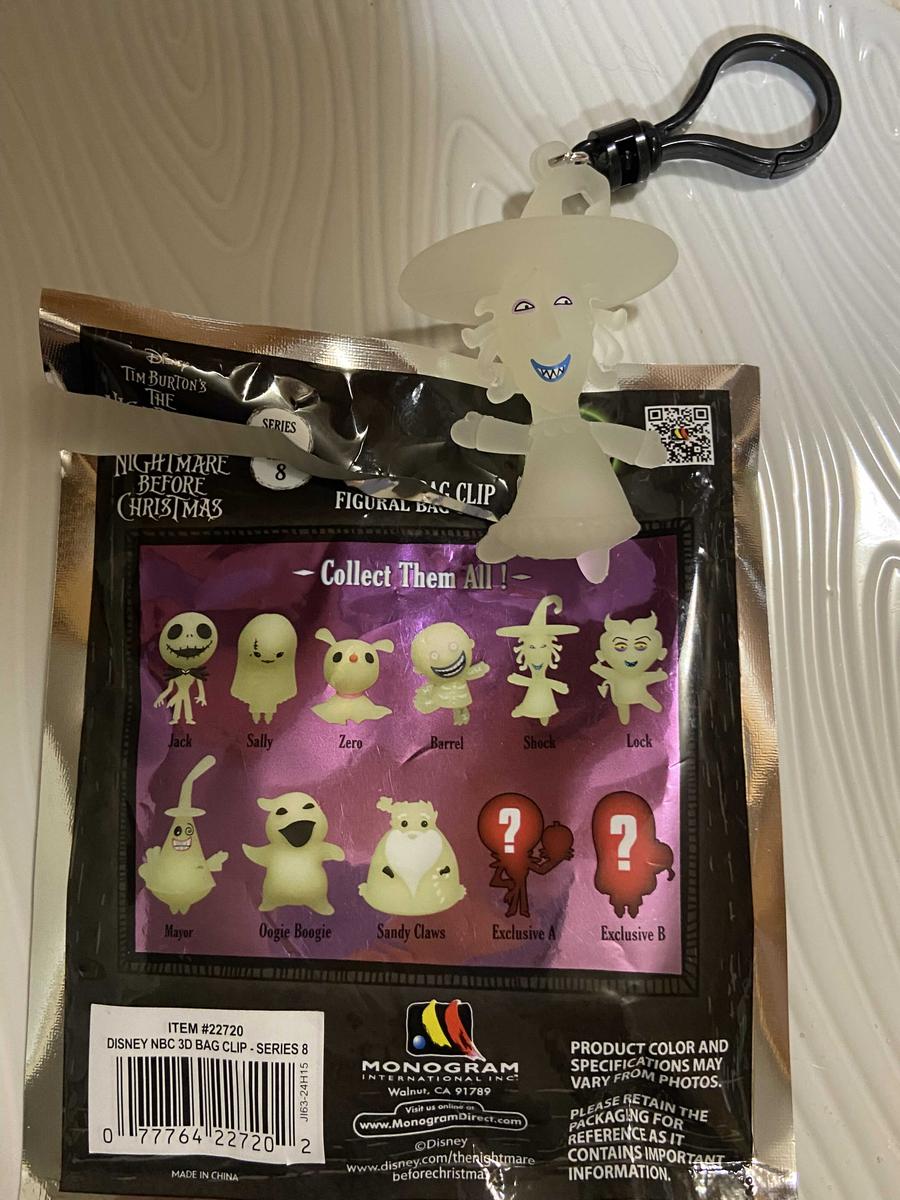 Disney
TIM BURTON'S
THE
NIGHTMARE
BEFORE
CHRISTMAS
SERIES
8
BAG CLIP
FIGURAL BAG
Collect Them All!
Jack
Sally
Zero
Barrel
Shock
Lock
?
?
Mayor
Oogie Boogie
Sandy Claws
Exclusive A
Exclusive B
ITEM #22720
DISNEY NBC 3D BAG CLIP - SERIES 8
JI63-24H15
0 77764 22720 2
MADE IN CHINA
MONOGRAM
INTERNATIONAL INC.
Walnut, CA 91789
Visit us online at
www.MonogramDirect.com
©Disney
www.disney.com/thenightmare
beforechristmas
PRODUCT COLOR AND
SPECIFICATIONS MAY
VARY FROM PHOTOS.
PLEASE RETAIN THE
PACKAGING FOR
REFERENCE AS IT
CONTAINS IMPORTANT
INFORMATION.